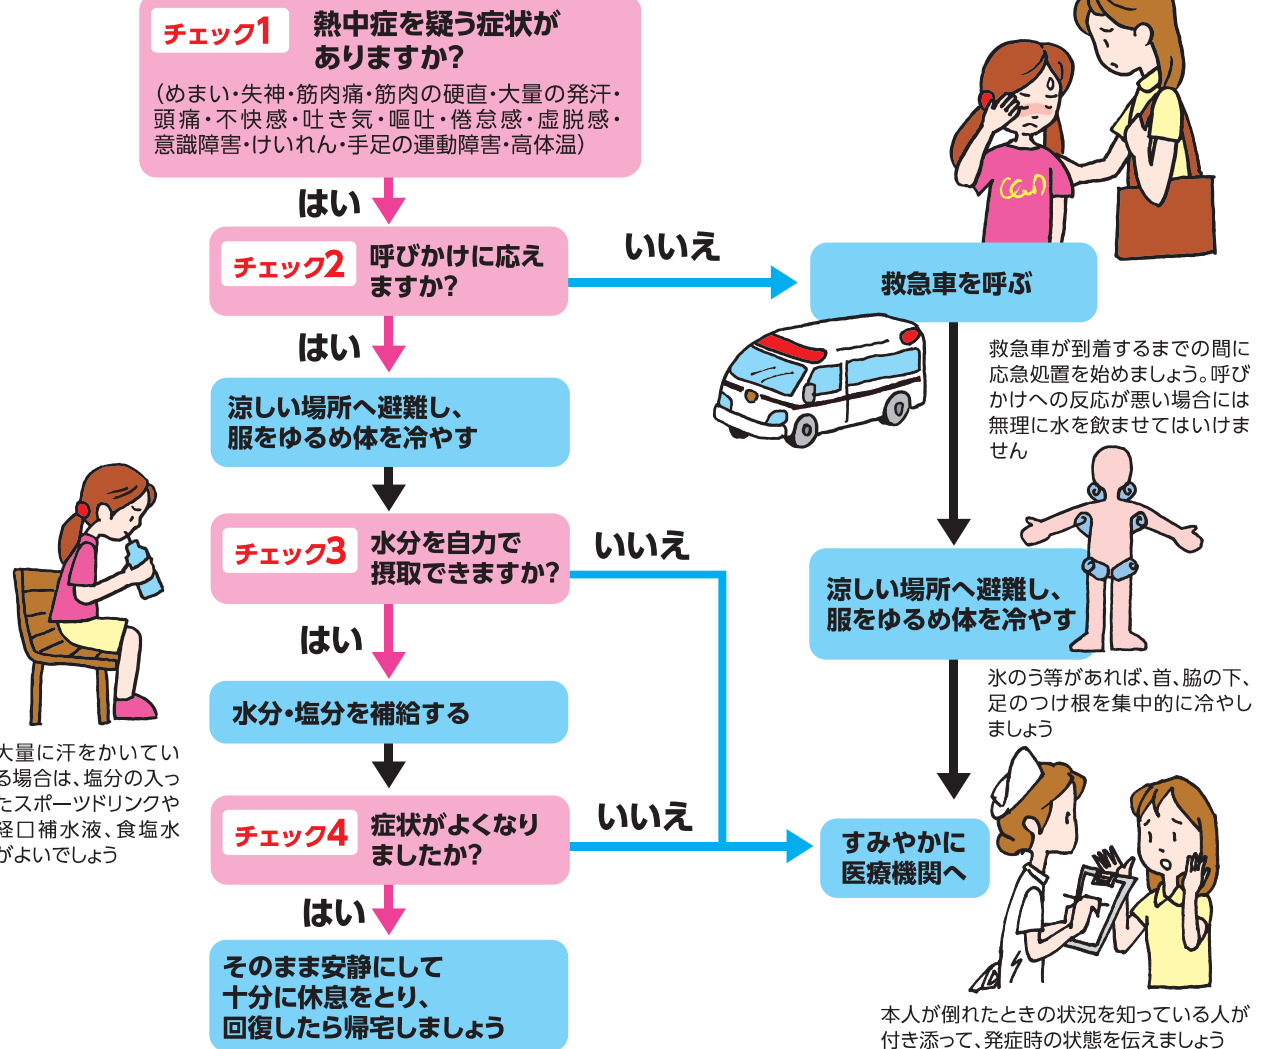 チェック1
熱中症を疑う症状が
ありますか?
（めまい・失神・筋肉痛・筋肉の硬直・大量の発汗・
頭痛・不快感・吐き気・嘔吐・倦怠感・虚脱感・
意識障害・けいれん・手足の運動障害・高体温）
はい
チェック2
呼びかけに応え
ますか?
いいえ
救急車を呼ぶ
救急車が到着するまでの間に
応急処置を始めましょう。呼び
かけへの反応が悪い場合には
無理に水を飲ませてはいけま
せん
はい
涼しい場所へ避難し、
服をゆるめ体を冷やす
チェック3
水分を自力で
摂取できますか?
いいえ
涼しい場所へ避難し、
服をゆるめ体を冷やす
氷のう等があれば、首、脇の下、
足のつけ根を集中的に冷やし
ましょう
はい
水分・塩分を補給する
大量に汗をかいてい
る場合は、塩分の入っ
たスポーツドリンクや
経口補水液、食塩水
がよいでしょう
チェック4
症状がよくなり
ましたか?
いいえ
すみやかに
医療機関へ
はい
そのまま安静にして
十分に休息をとり、
回復したら帰宅しましょう
本人が倒れたときの状況を知っている人が
付き添って、発症時の状態を伝えましょう